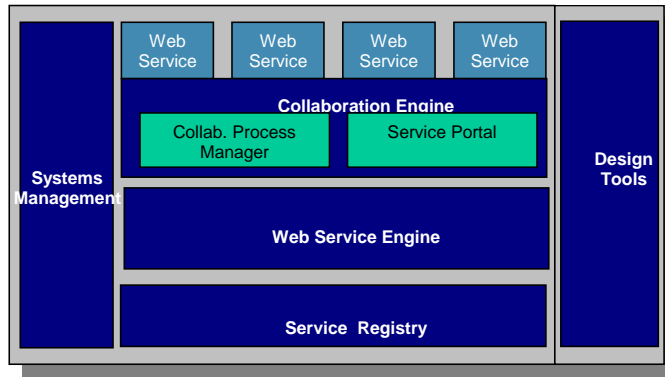 Web
Service
Web
Service
Web
Service
Web
Service
Collaboration Engine
Collab. Process
Manager
Service Portal
Systems
Management
Design
Tools
Web Service Engine
Service Registry